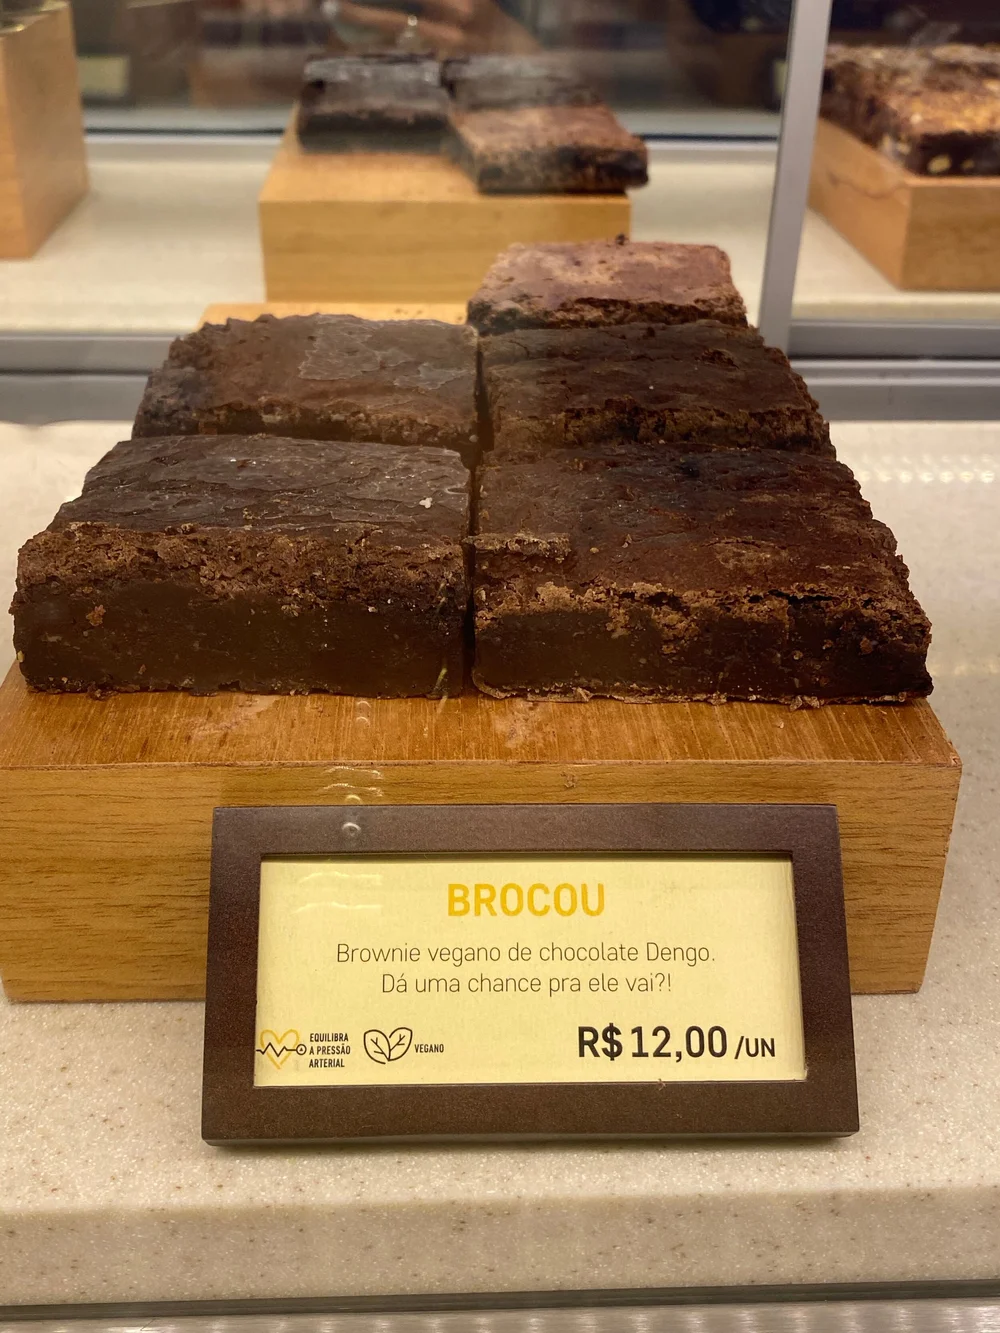 BROCOU
Brownie vegano de chocolate Dengo.
Dá uma chance pra ele vai?!
EQUILIBRA
A PRESSÃO
ARTERIAL
VEGANO
R$12,00/UN